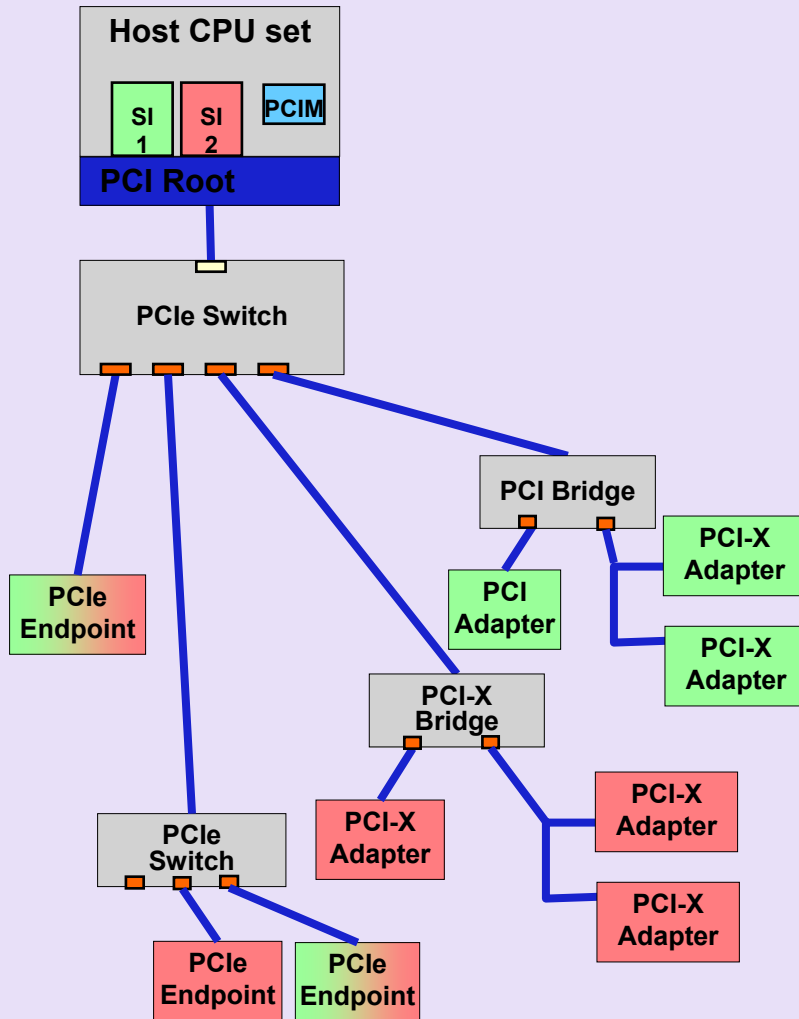 Host CPU set
SI
1
SI
2
PCIM
PCI Root
PCIe Switch
PCI Bridge
PCI-X
Adapter
PCIe
Endpoint
PCI
Adapter
PCI-X
Adapter
PCI-X
Bridge
PCI-X
Adapter
PCI-X
Adapter
PCIe
Switch
PCI-X
Adapter
PCIe
Endpoint
PCIe
Endpoint